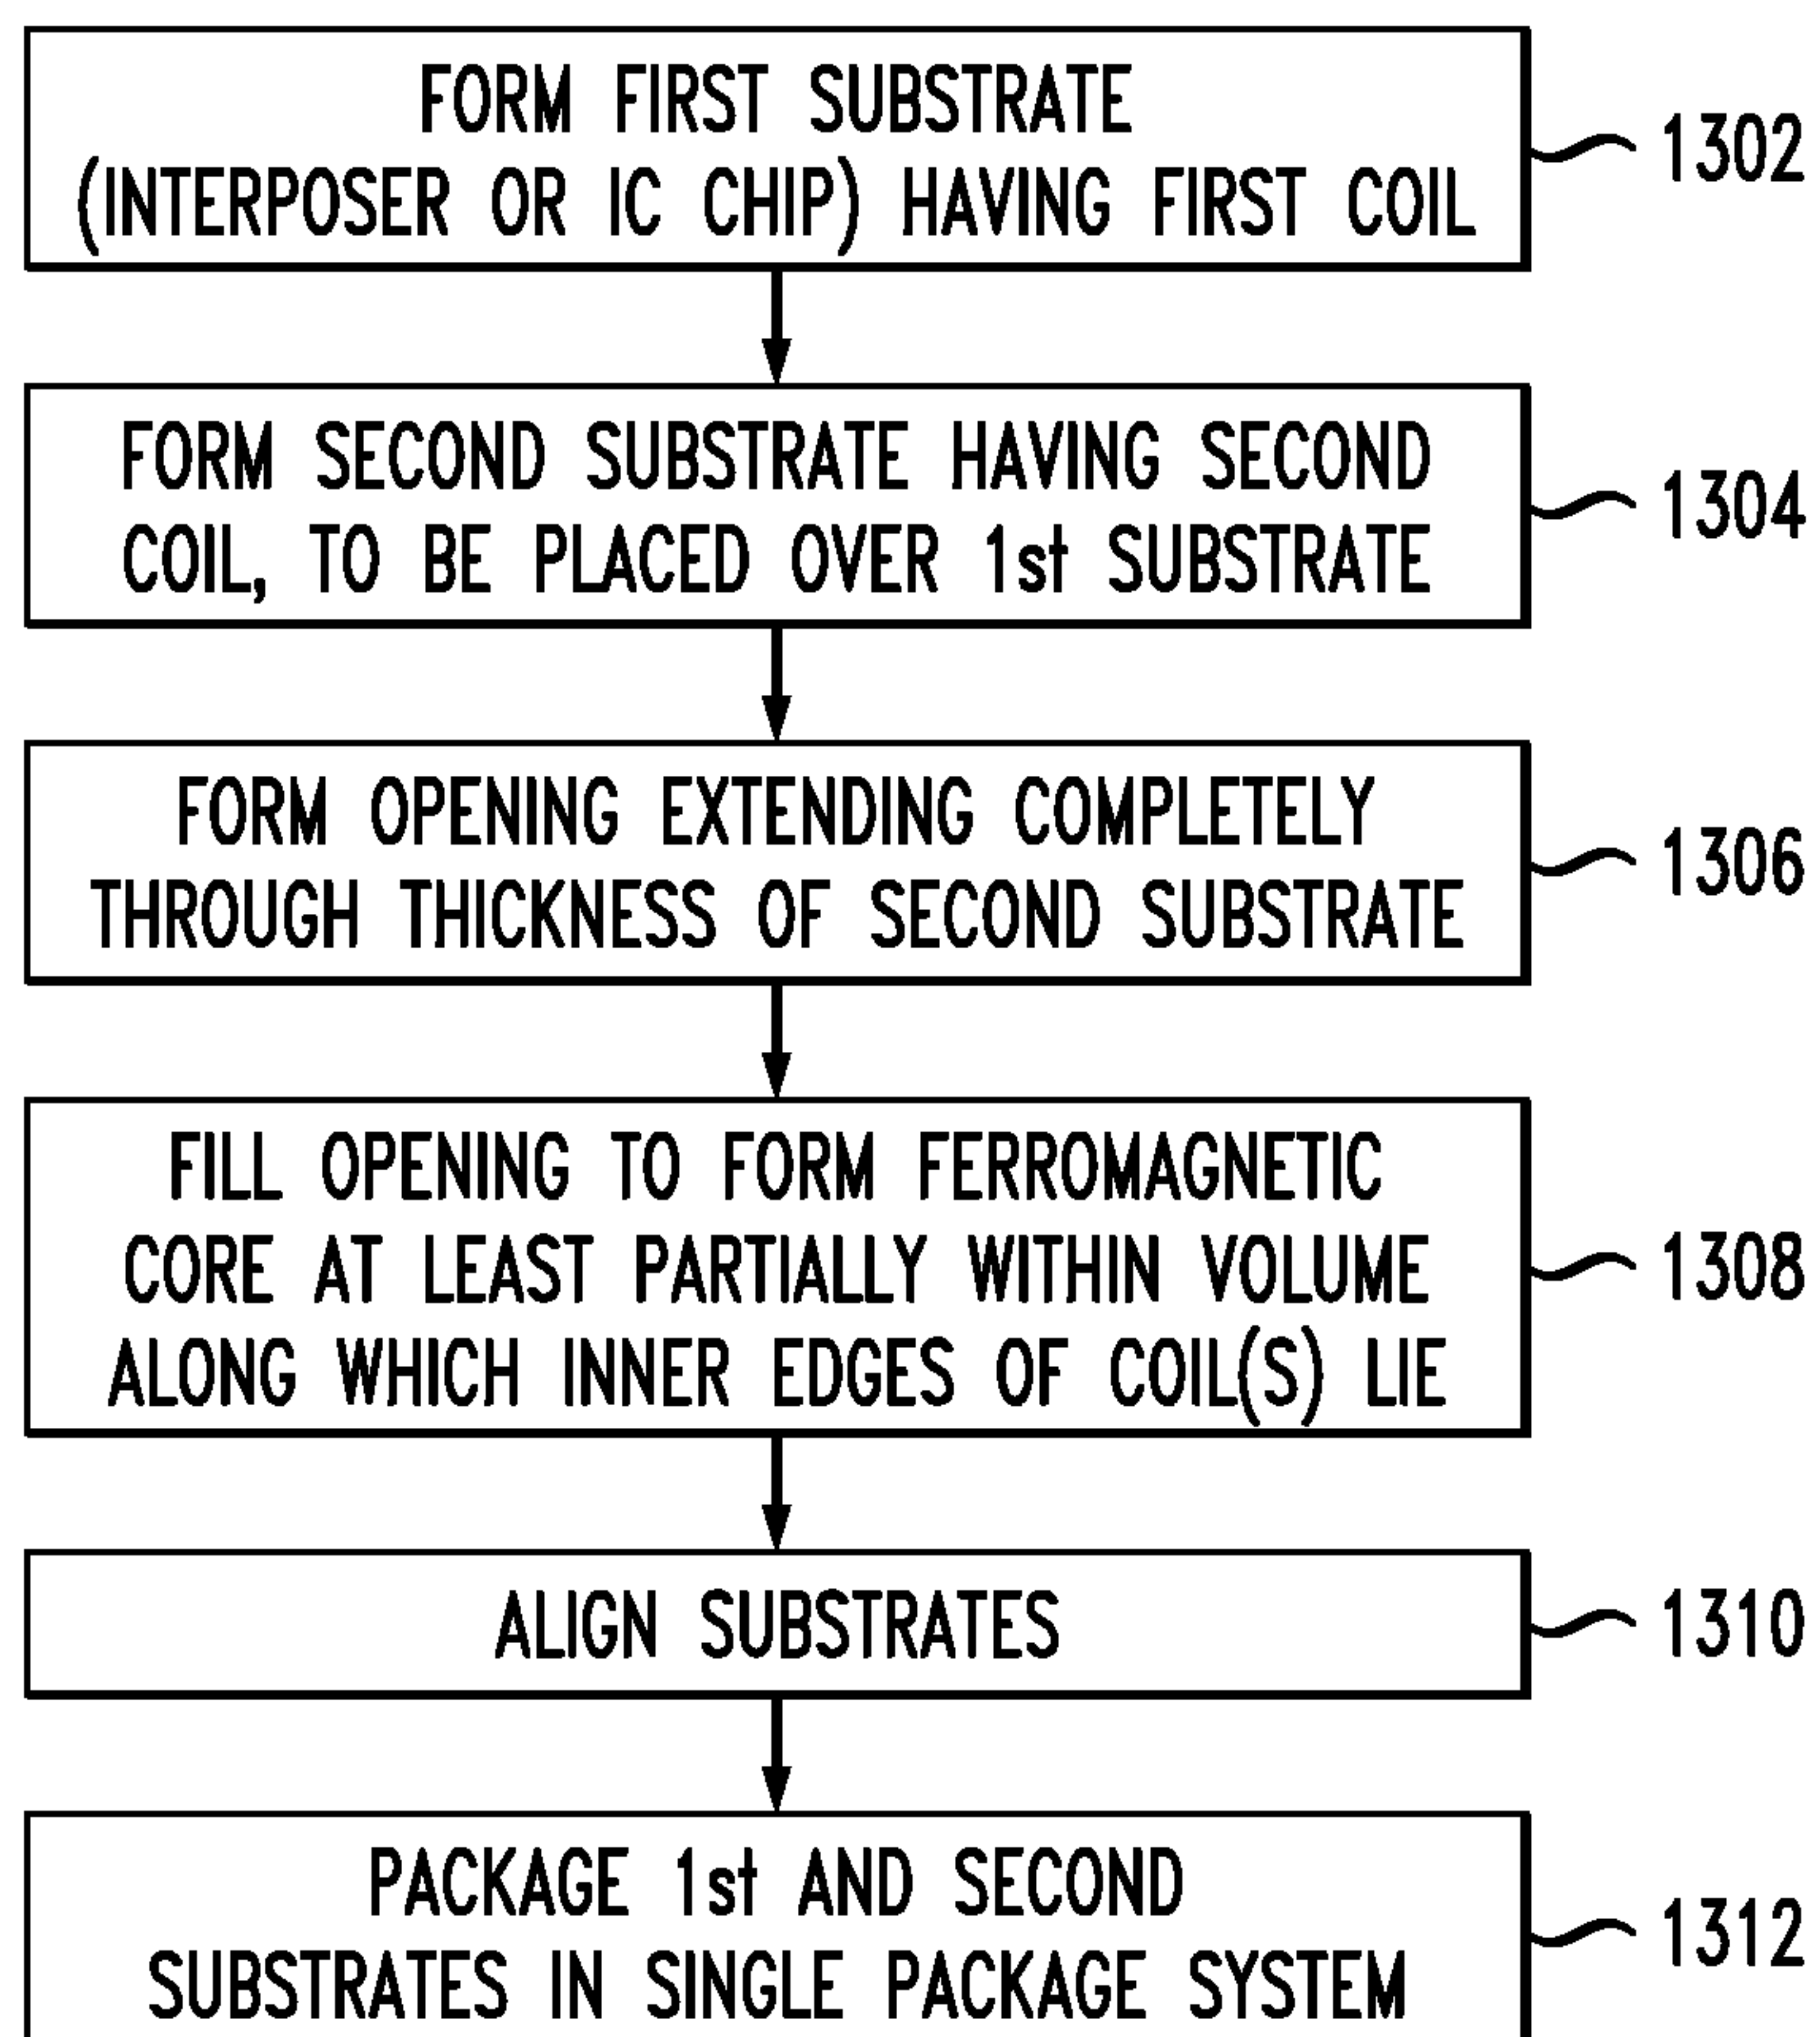 FORM FIRST SUBSTRATE
(INTERPOSER OR IC CHIP) HAVING FIRST COIL
1302
FORM SECOND SUBSTRATE HAVING SECOND
COIL, TO BE PLACED OVER 1st SUBSTRATE
1304
FORM OPENING EXTENDING COMPLETELY
THROUGH THICKNESS OF SECOND SUBSTRATE
1306
FILL OPENING TO FORM FERROMAGNETIC
CORE AT LEAST PARTIALLY WITHIN VOLUME
ALONG WHICH INNER EDGES OF COIL(S) LIE
1308
ALIGN SUBSTRATES
1310
PACKAGE 1st AND SECOND
SUBSTRATES IN SINGLE PACKAGE SYSTEM
1312